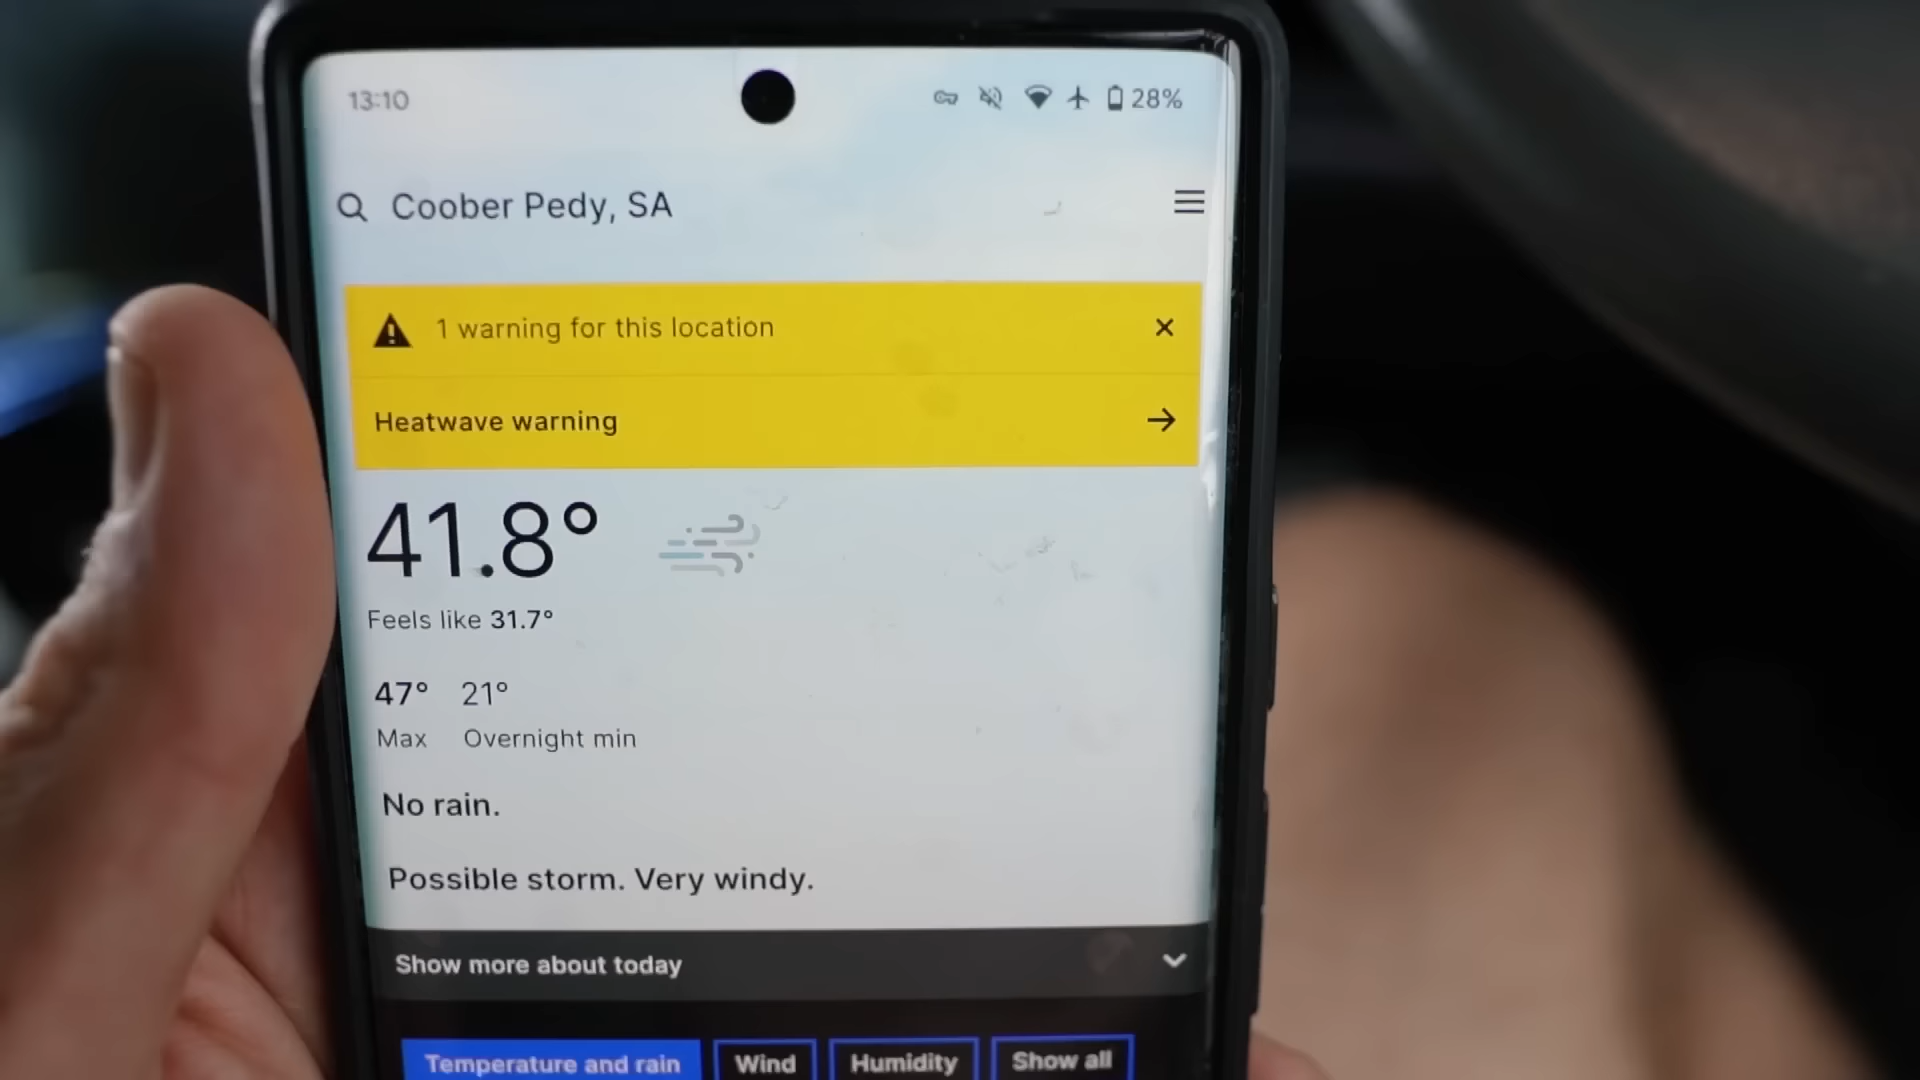 13:10 28%
Coober Pedy, SA
1 warning for this location
Heatwave warning
41.8°
Feels like 31.7°
47° 21°
Max Overnight min
No rain.
Possible storm. Very windy.
Show more about today
Temperature and rain Wind Humidity Show all